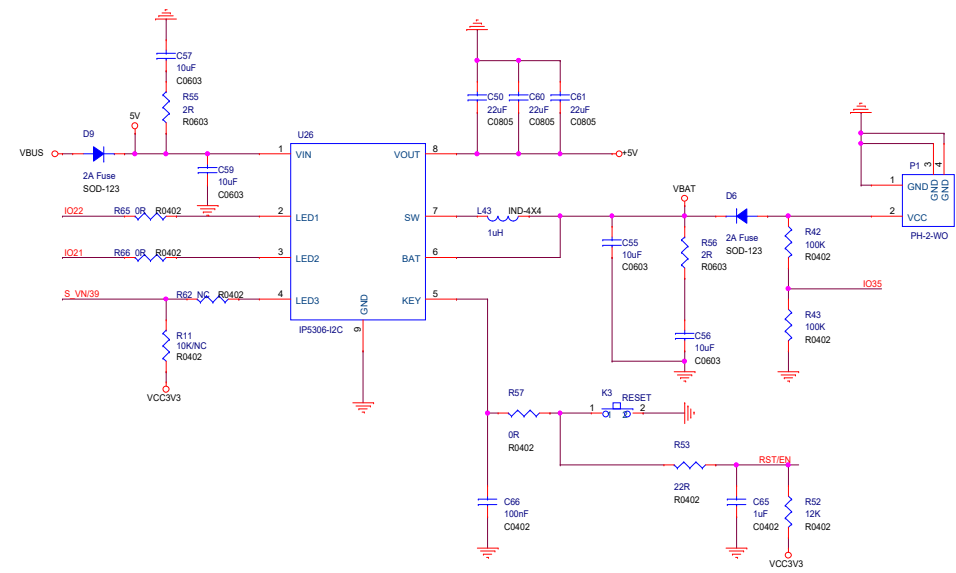 C57
10uF
C0603
R55
2R
R0603
5V
D9
VBUS
2A Fuse
SOD-123
C59
10uF
C0603
U26
1
VIN
VOUT
8
IO22
R65 0R R0402
2
LED1
SW
7
IO21
R66 0R R0402
3
LED2
BAT
6
S_VN/39
R62 NC R0402
4
LED3
KEY
5
GND
9
IP5306-I2C
R11
10K/NC
R0402
VCC3V3
C50
22uF
C0805
C60
22uF
C0805
C61
22uF
C0805
+5V
L43
IND-4X4
1uH
VBAT
C55
10uF
C0603
R56
2R
R0603
C56
10uF
C0603
D6
2A Fuse
SOD-123
P1
3
4
1
GND
GND
GND
2
VCC
PH-2-WO
R42
100K
R0402
IO35
R43
100K
R0402
R57
0R
R0402
K3
RESET
1
2
R53
22R
R0402
RST/EN
C66
100nF
C0402
C65
1uF
C0402
R52
12K
R0402
VCC3V3